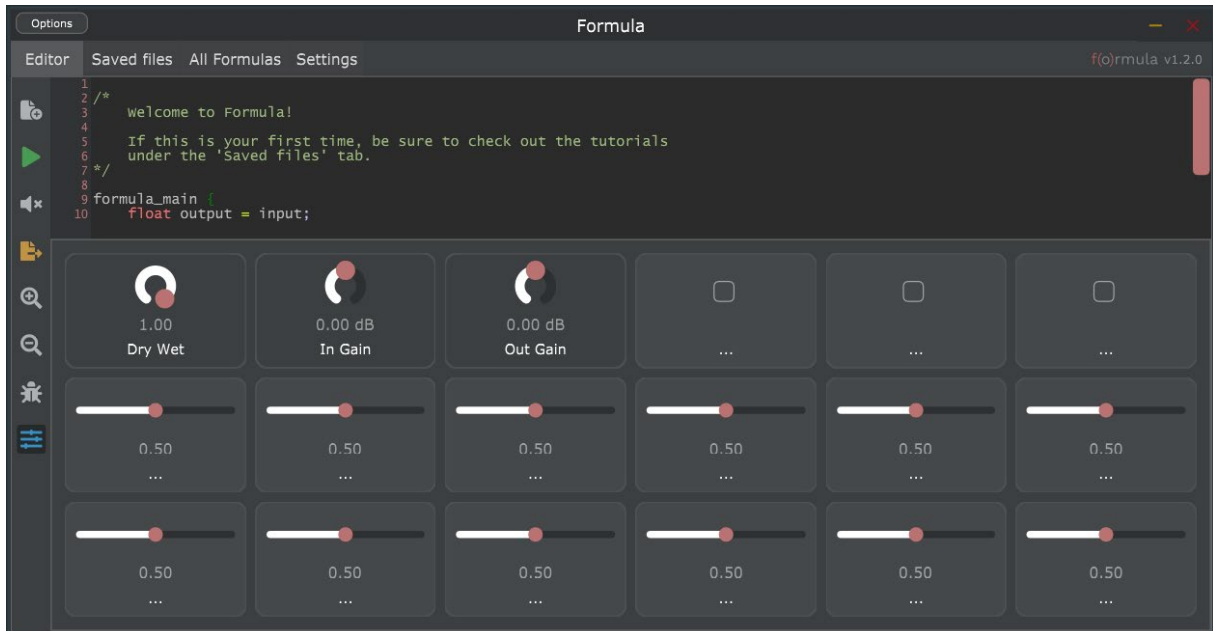 Options
Formula
Editor Saved files All Formulas Settings
f(o)rmula v1.2.0
1
2 /*
3 Welcome to Formula!
4
5 If this is your first time, be sure to check out the tutorials
6 under the 'Saved files' tab.
7 */
8
9 formula_main {
10 float output = input;
1.00 0.00 dB 0.00 dB
Dry Wet In Gain Out Gain ... ... ...
0.50 0.50 0.50 0.50 0.50 0.50
... ... ... ... ... ...
0.50 0.50 0.50 0.50 0.50 0.50
... ... ... ... ... ...